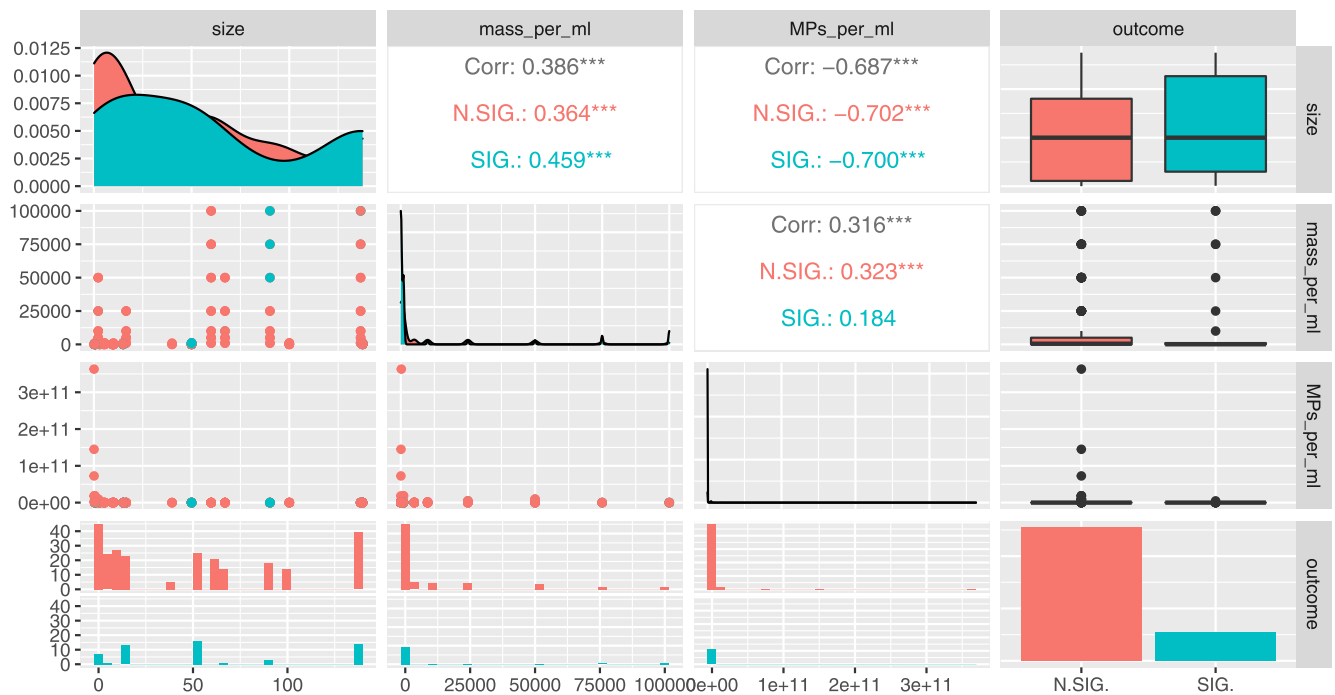 size
mass_per_ml
MPs_per_ml
outcome
0.0125
0.0100
0.0075
0.0050
0.0025
0.0000
Corr: 0.386***
N.SIG.: 0.364***
SIG.: 0.459***
Corr: −0.687***
N.SIG.: −0.702***
SIG.: −0.700***
size
100000
75000
50000
25000
0
Corr: 0.316***
N.SIG.: 0.323***
SIG.: 0.184
mass_per_ml
3e+11
2e+11
1e+11
0e+00
MPs_per_ml
40
30
20
10
0
40
30
20
10
0
outcome
0 50 100
0 25000 50000 75000 100000
0e+00 1e+11 2e+11 3e+11
N.SIG. SIG.